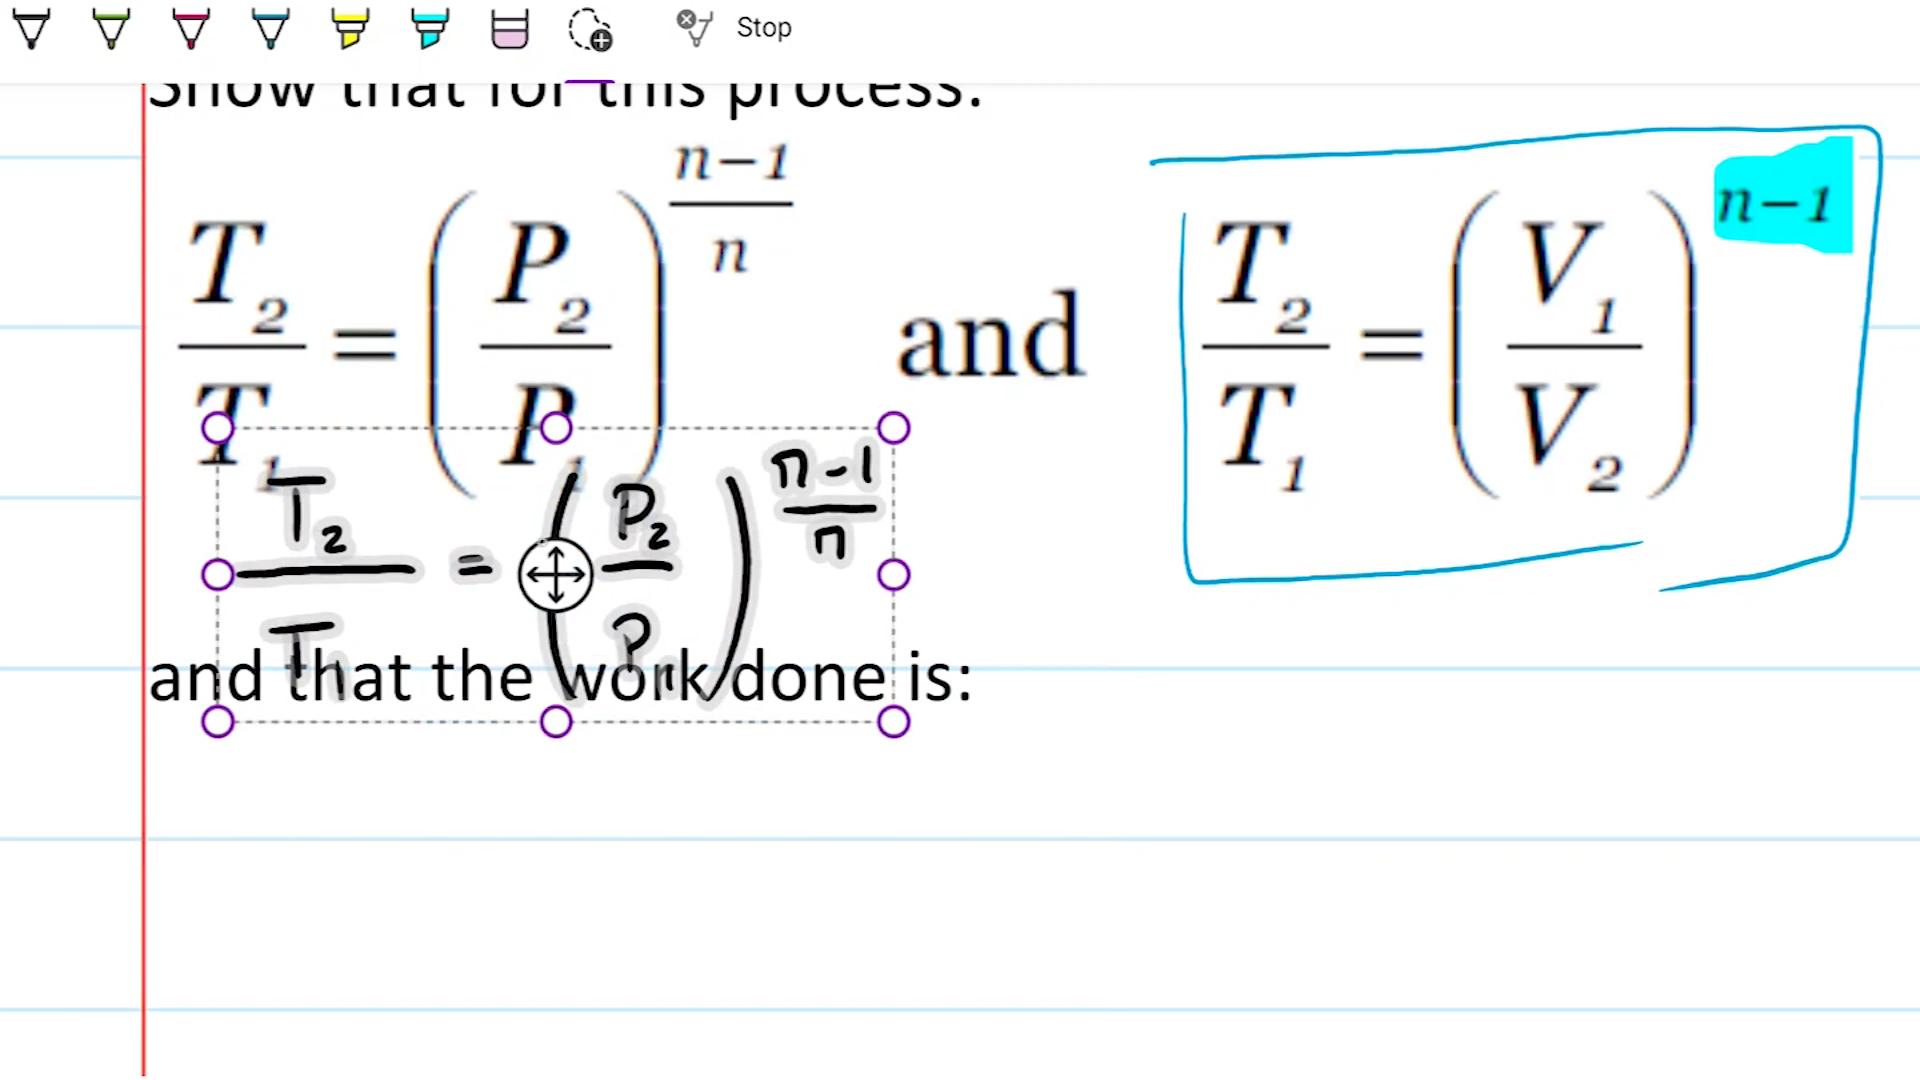 Stop
Show that for this process:
T₂/T₁ = (P₂/P₁)^((n−1)/n) and T₂/T₁ = (V₁/V₂)^(n−1)
T₂/T₁ = (P₂/P₁)^((n-1)/n)
and that the work done is: